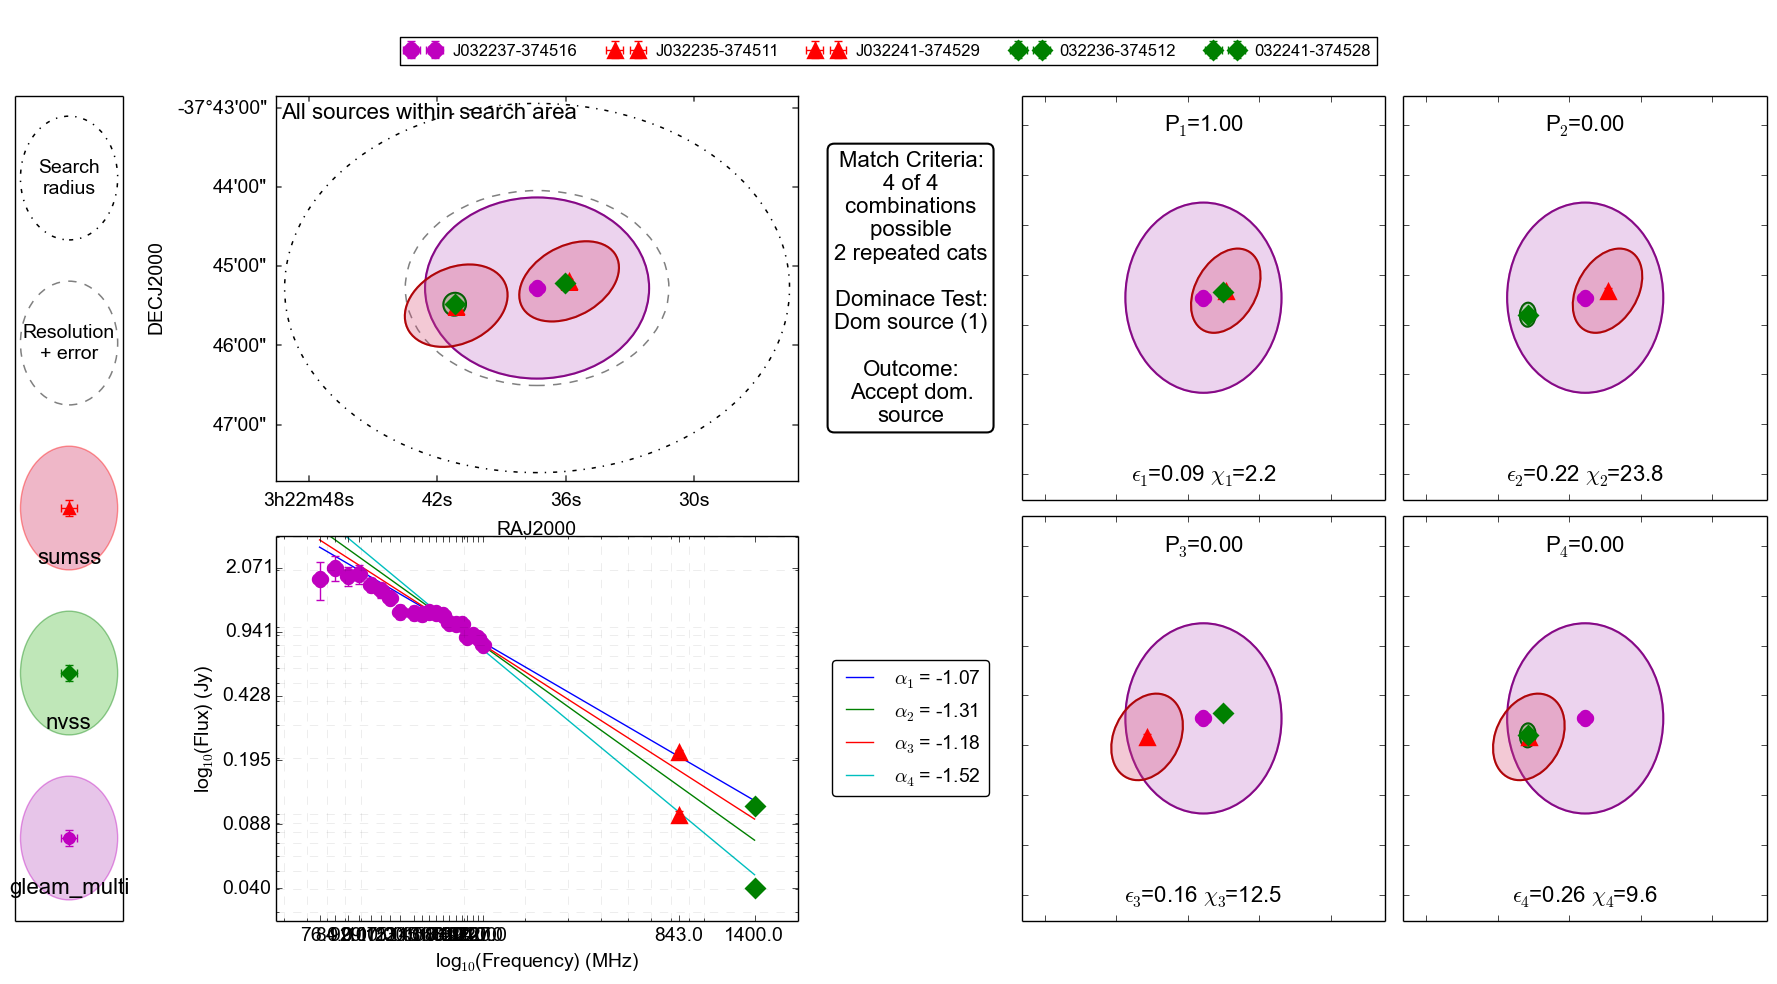 J032237-374516 J032235-374511 J032241-374529 032236-374512 032241-374528
Search
radius
Resolution
+ error
sumss
nvss
gleam_multi
All sources within search area
DECJ2000
-37°43'00"
44'00"
45'00"
46'00"
47'00"
3h22m48s 42s 36s 30s
RAJ2000
Match Criteria:
4 of 4
combinations
possible
2 repeated cats
Dominace Test:
Dom source (1)
Outcome:
Accept dom.
source
P1=1.00
ϵ1=0.09 χ1=2.2
P2=0.00
ϵ2=0.22 χ2=23.8
P3=0.00
ϵ3=0.16 χ3=12.5
P4=0.00
ϵ4=0.26 χ4=9.6
log10(Flux) (Jy)
2.071
0.941
0.428
0.195
0.088
0.040
843.0 1400.0
log10(Frequency) (MHz)
α1 = -1.07
α2 = -1.31
α3 = -1.18
α4 = -1.52